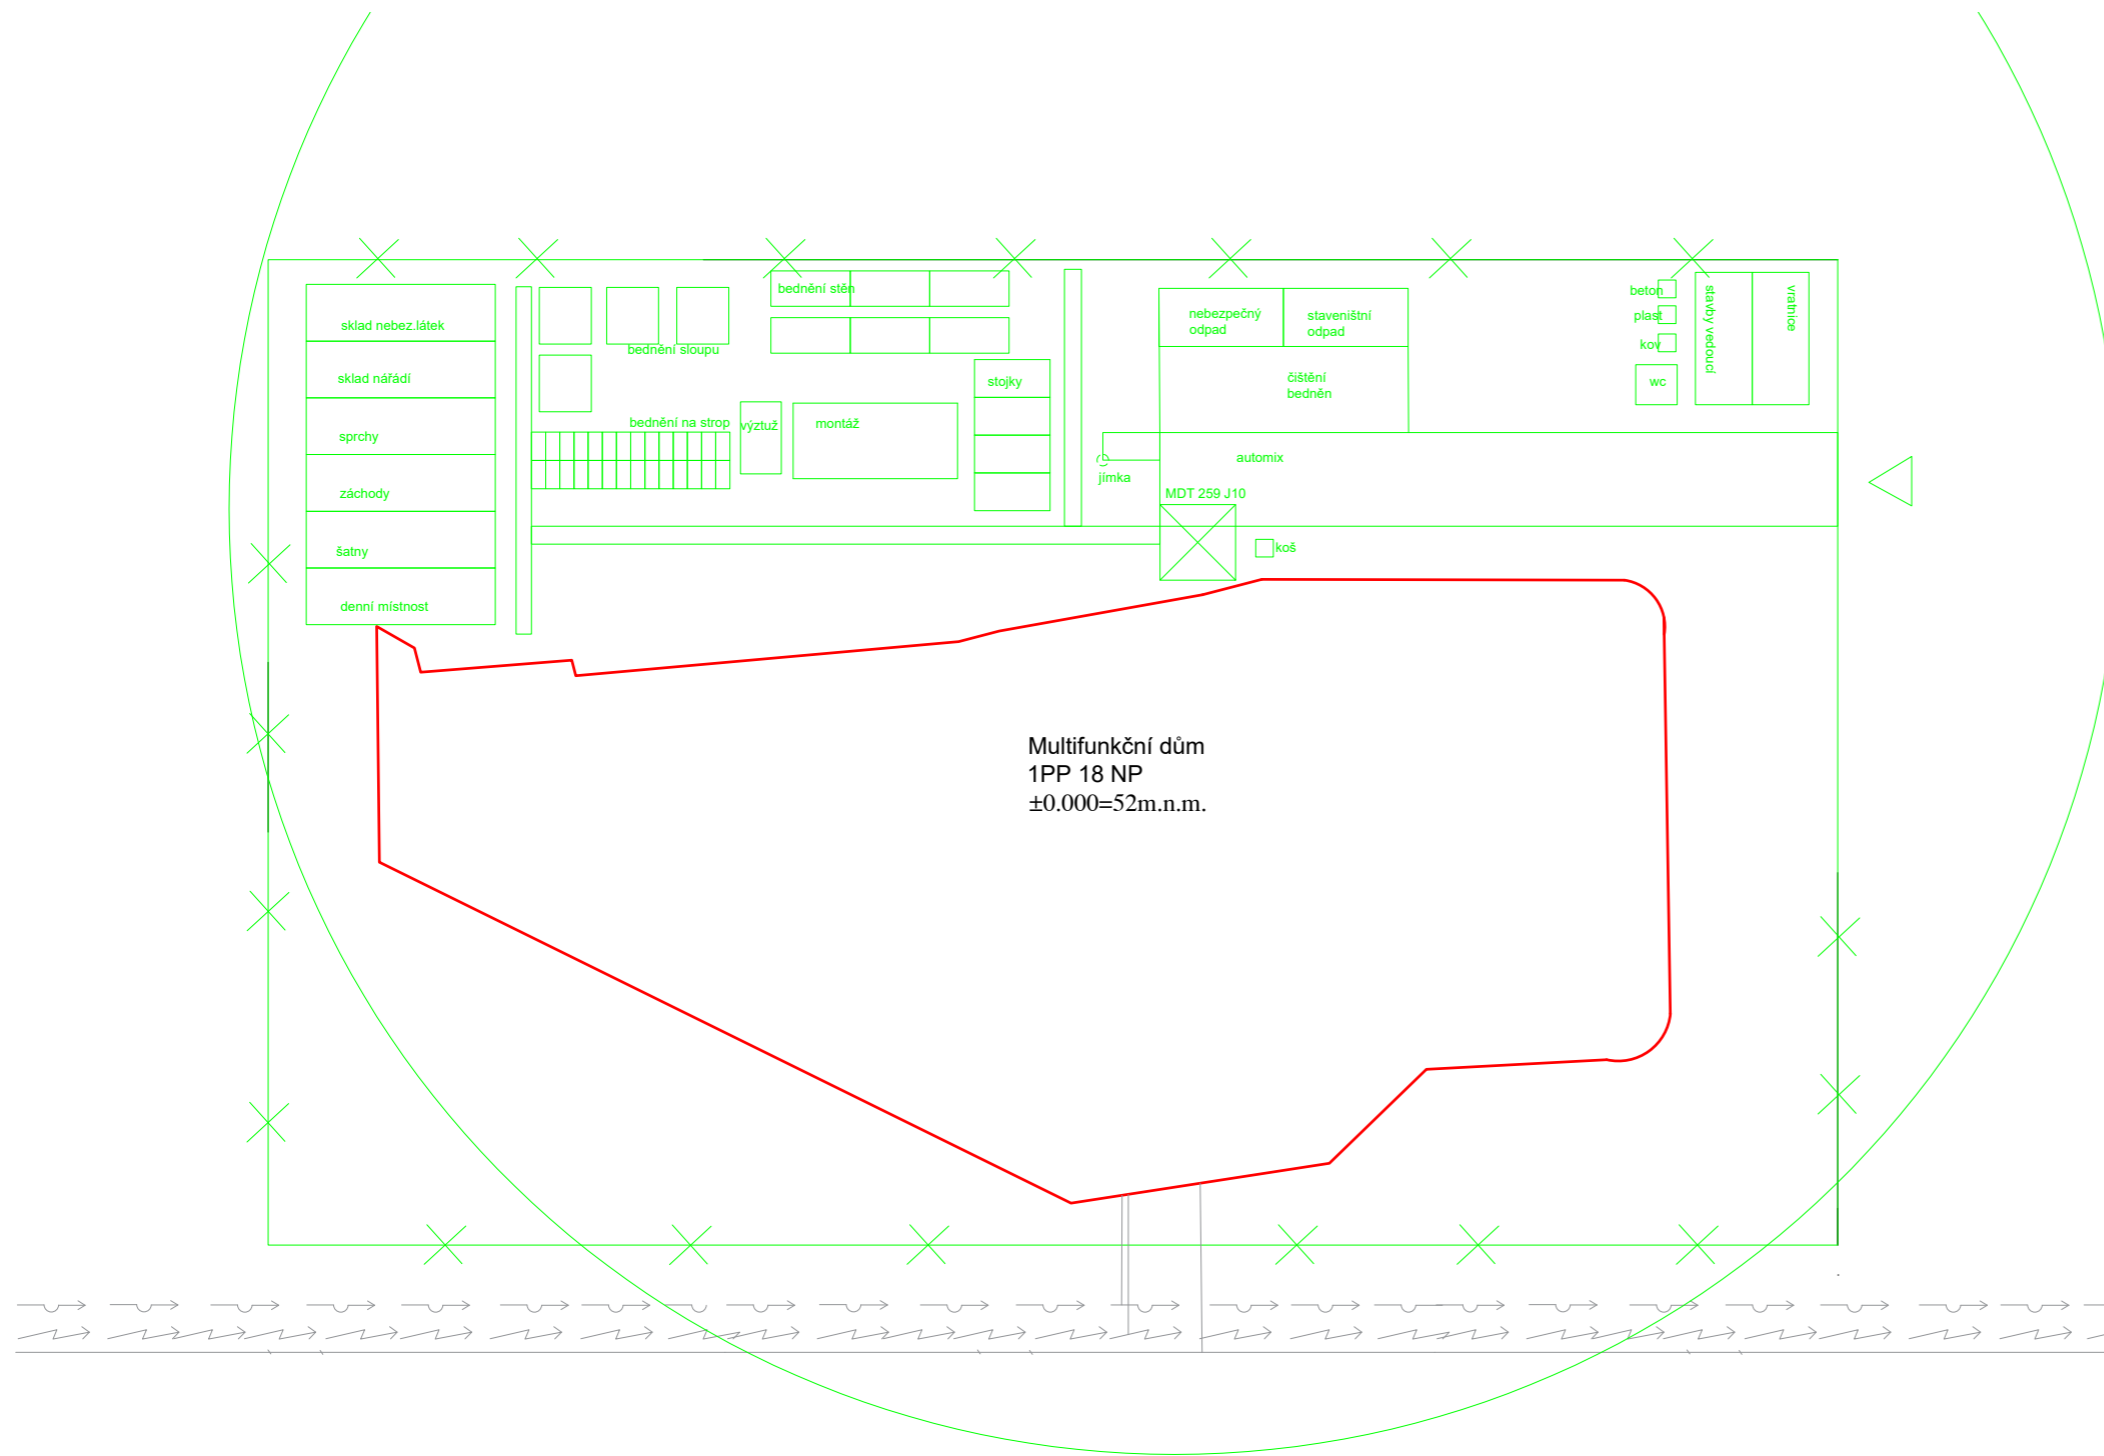 sklad nebez.látek
sklad nářádí
sprchy
záchody
šatny
denní místnost
bednění stěn
bednění sloupu
bednění na strop
výztuž
montáž
stojky
nebezpečný
odpad
staveništní
odpad
čištění
bedněn
beton
plast
kov
wc
stavby vedoucí
vratnice
automix
jímka
MDT 259 J10
koš
Multifunkční dům
1PP 18 NP
±0.000=52m.n.m.